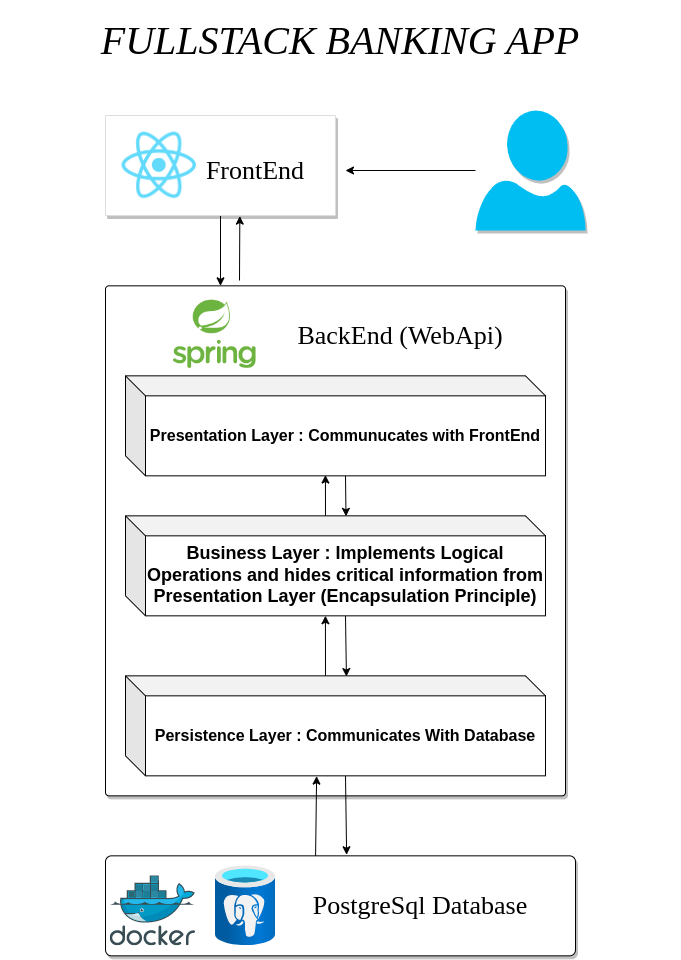 FULLSTACK BANKING APP
FrontEnd
spring
BackEnd (WebApi)
Presentation Layer : Communucates with FrontEnd
Business Layer : Implements Logical
Operations and hides critical information from
Presentation Layer (Encapsulation Principle)
Persistence Layer : Communicates With Database
docker
PostgreSql Database